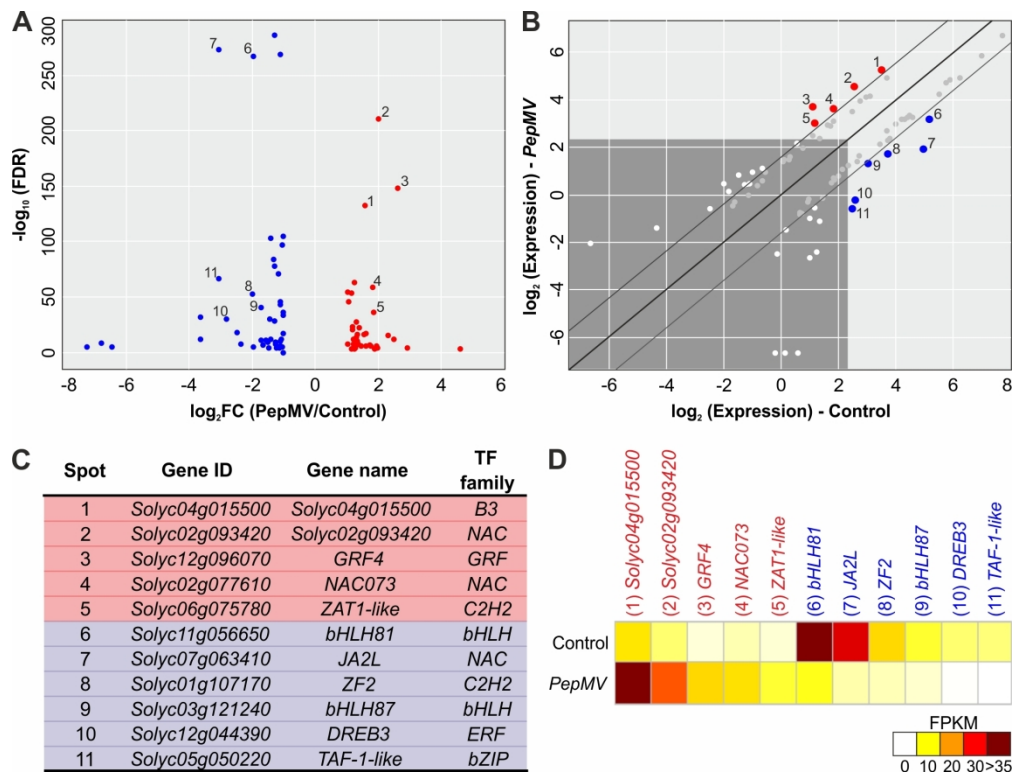 A
300
250
200
150
100
50
0
-log10 (FDR)
7
6
2
3
1
11
8
4
10
9
5
-8 -6 -4 -2 0 2 4 6
log2FC (PepMV/Control)
B
6
4
2
0
-2
-4
-6
log2 (Expression) - PepMV
1
2
3
4
5
6
7
8
9
10
11
-6 -4 -2 0 2 4 6 8
log2 (Expression) - Control
C
Spot Gene ID Gene name TF family
1 Solyc04g015500 Solyc04g015500 B3
2 Solyc02g093420 Solyc02g093420 NAC
3 Solyc12g096070 GRF4 GRF
4 Solyc02g077610 NAC073 NAC
5 Solyc06g075780 ZAT1-like C2H2
6 Solyc11g056650 bHLH81 bHLH
7 Solyc07g063410 JA2L NAC
8 Solyc01g107170 ZF2 C2H2
9 Solyc03g121240 bHLH87 bHLH
10 Solyc12g044390 DREB3 ERF
11 Solyc05g050220 TAF-1-like bZIP
D
(1) Solyc04g015500
(2) Solyc02g093420
(3) GRF4
(4) NAC073
(5) ZAT1-like
(6) bHLH81
(7) JA2L
(8) ZF2
(9) bHLH87
(10) DREB3
(11) TAF-1-like
Control
PepMV
FPKM
0 10 20 30 >35